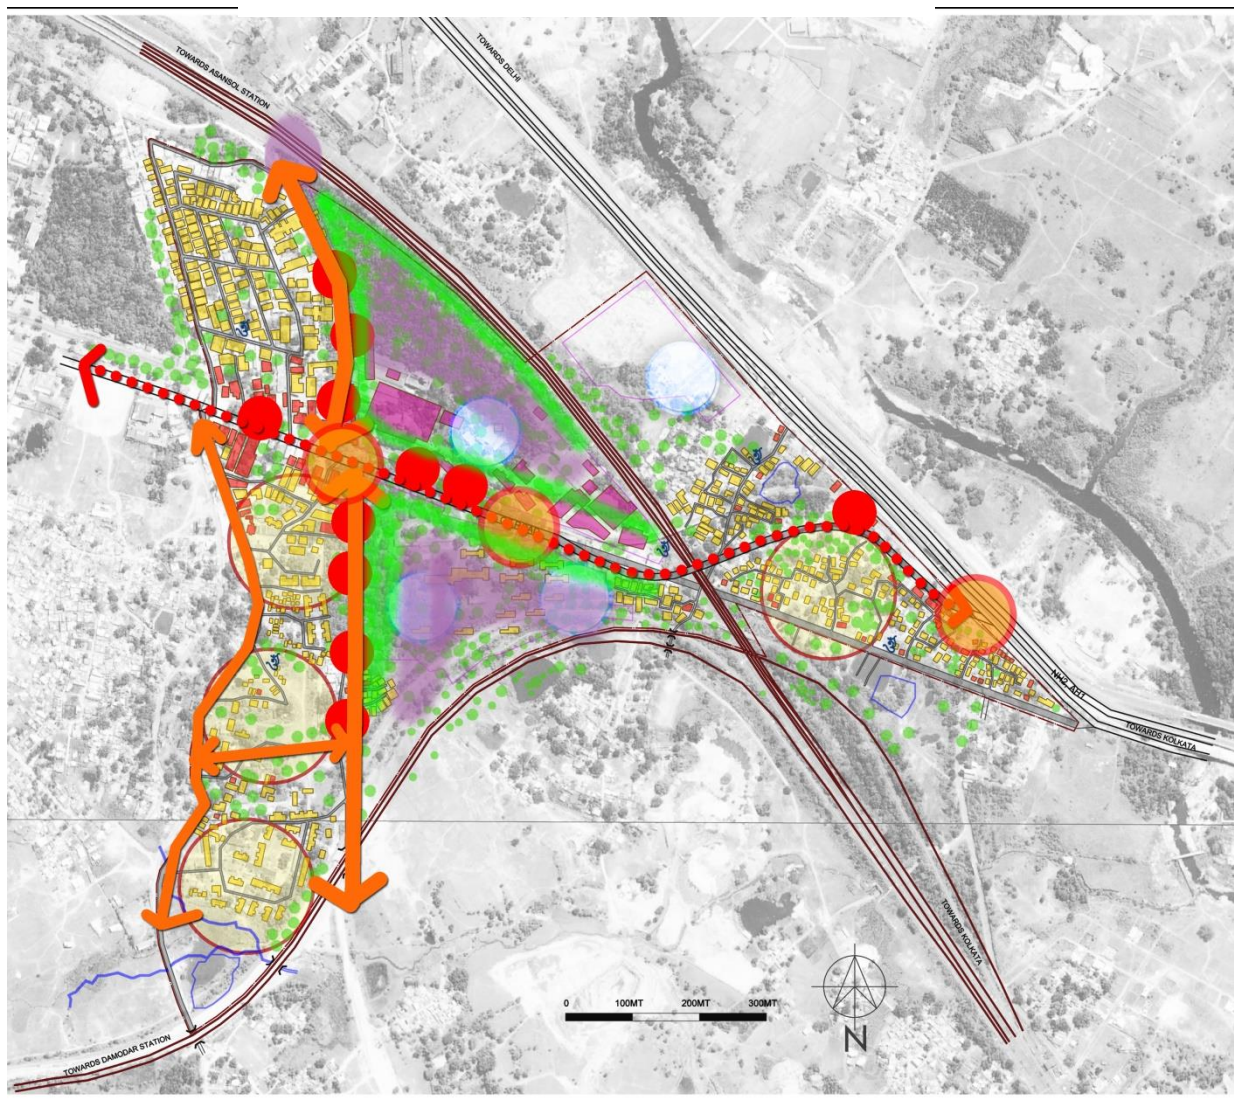 TOWARDS DELHI
TOWARDS ASANSOL STATION
NH2, AH1
TOWARDS KOLKATA
TOWARDS KOLKATA
0 100MT 200MT 300MT
N
TOWARDS DAMODAR STATION